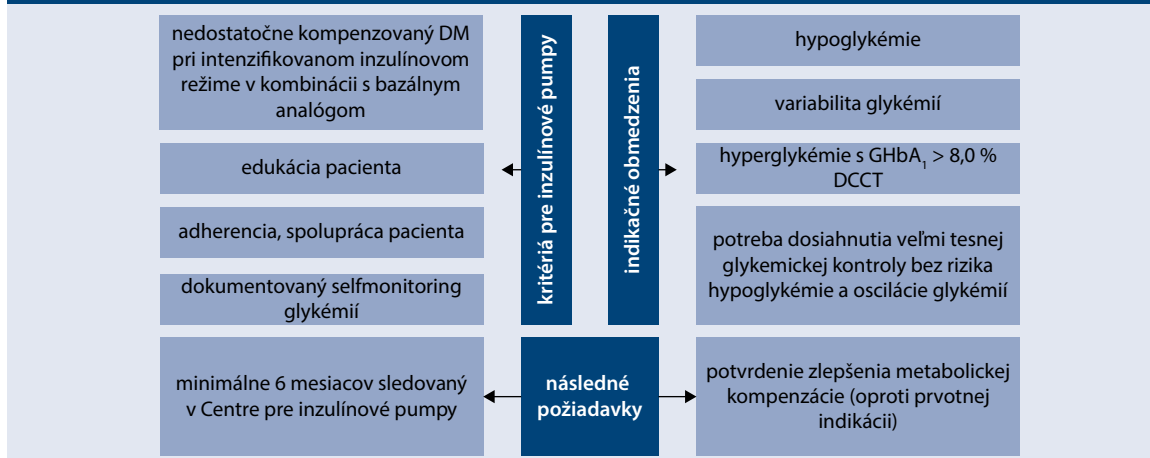 nedostatočne kompenzovaný DM
pri intenzifikovanom inzulínovom
režime v kombinácii s bazálnym
analógom
edukácia pacienta
adherencia, spolupráca pacienta
dokumentovaný selfmonitoring
glykémií
kritériá pre inzulínové pumpy
indikačné obmedzenia
hypoglykémie
variabilita glykémií
hyperglykémie s GHbA₁ > 8,0 %
DCCT
potreba dosiahnutia veľmi tesnej
glykemickej kontroly bez rizika
hypoglykémie a oscilácie glykémií
minimálne 6 mesiacov sledovaný
v Centre pre inzulínové pumpy
následné
požiadavky
potvrdenie zlepšenia metabolickej
kompenzácie (oproti prvotnej
indikácii)